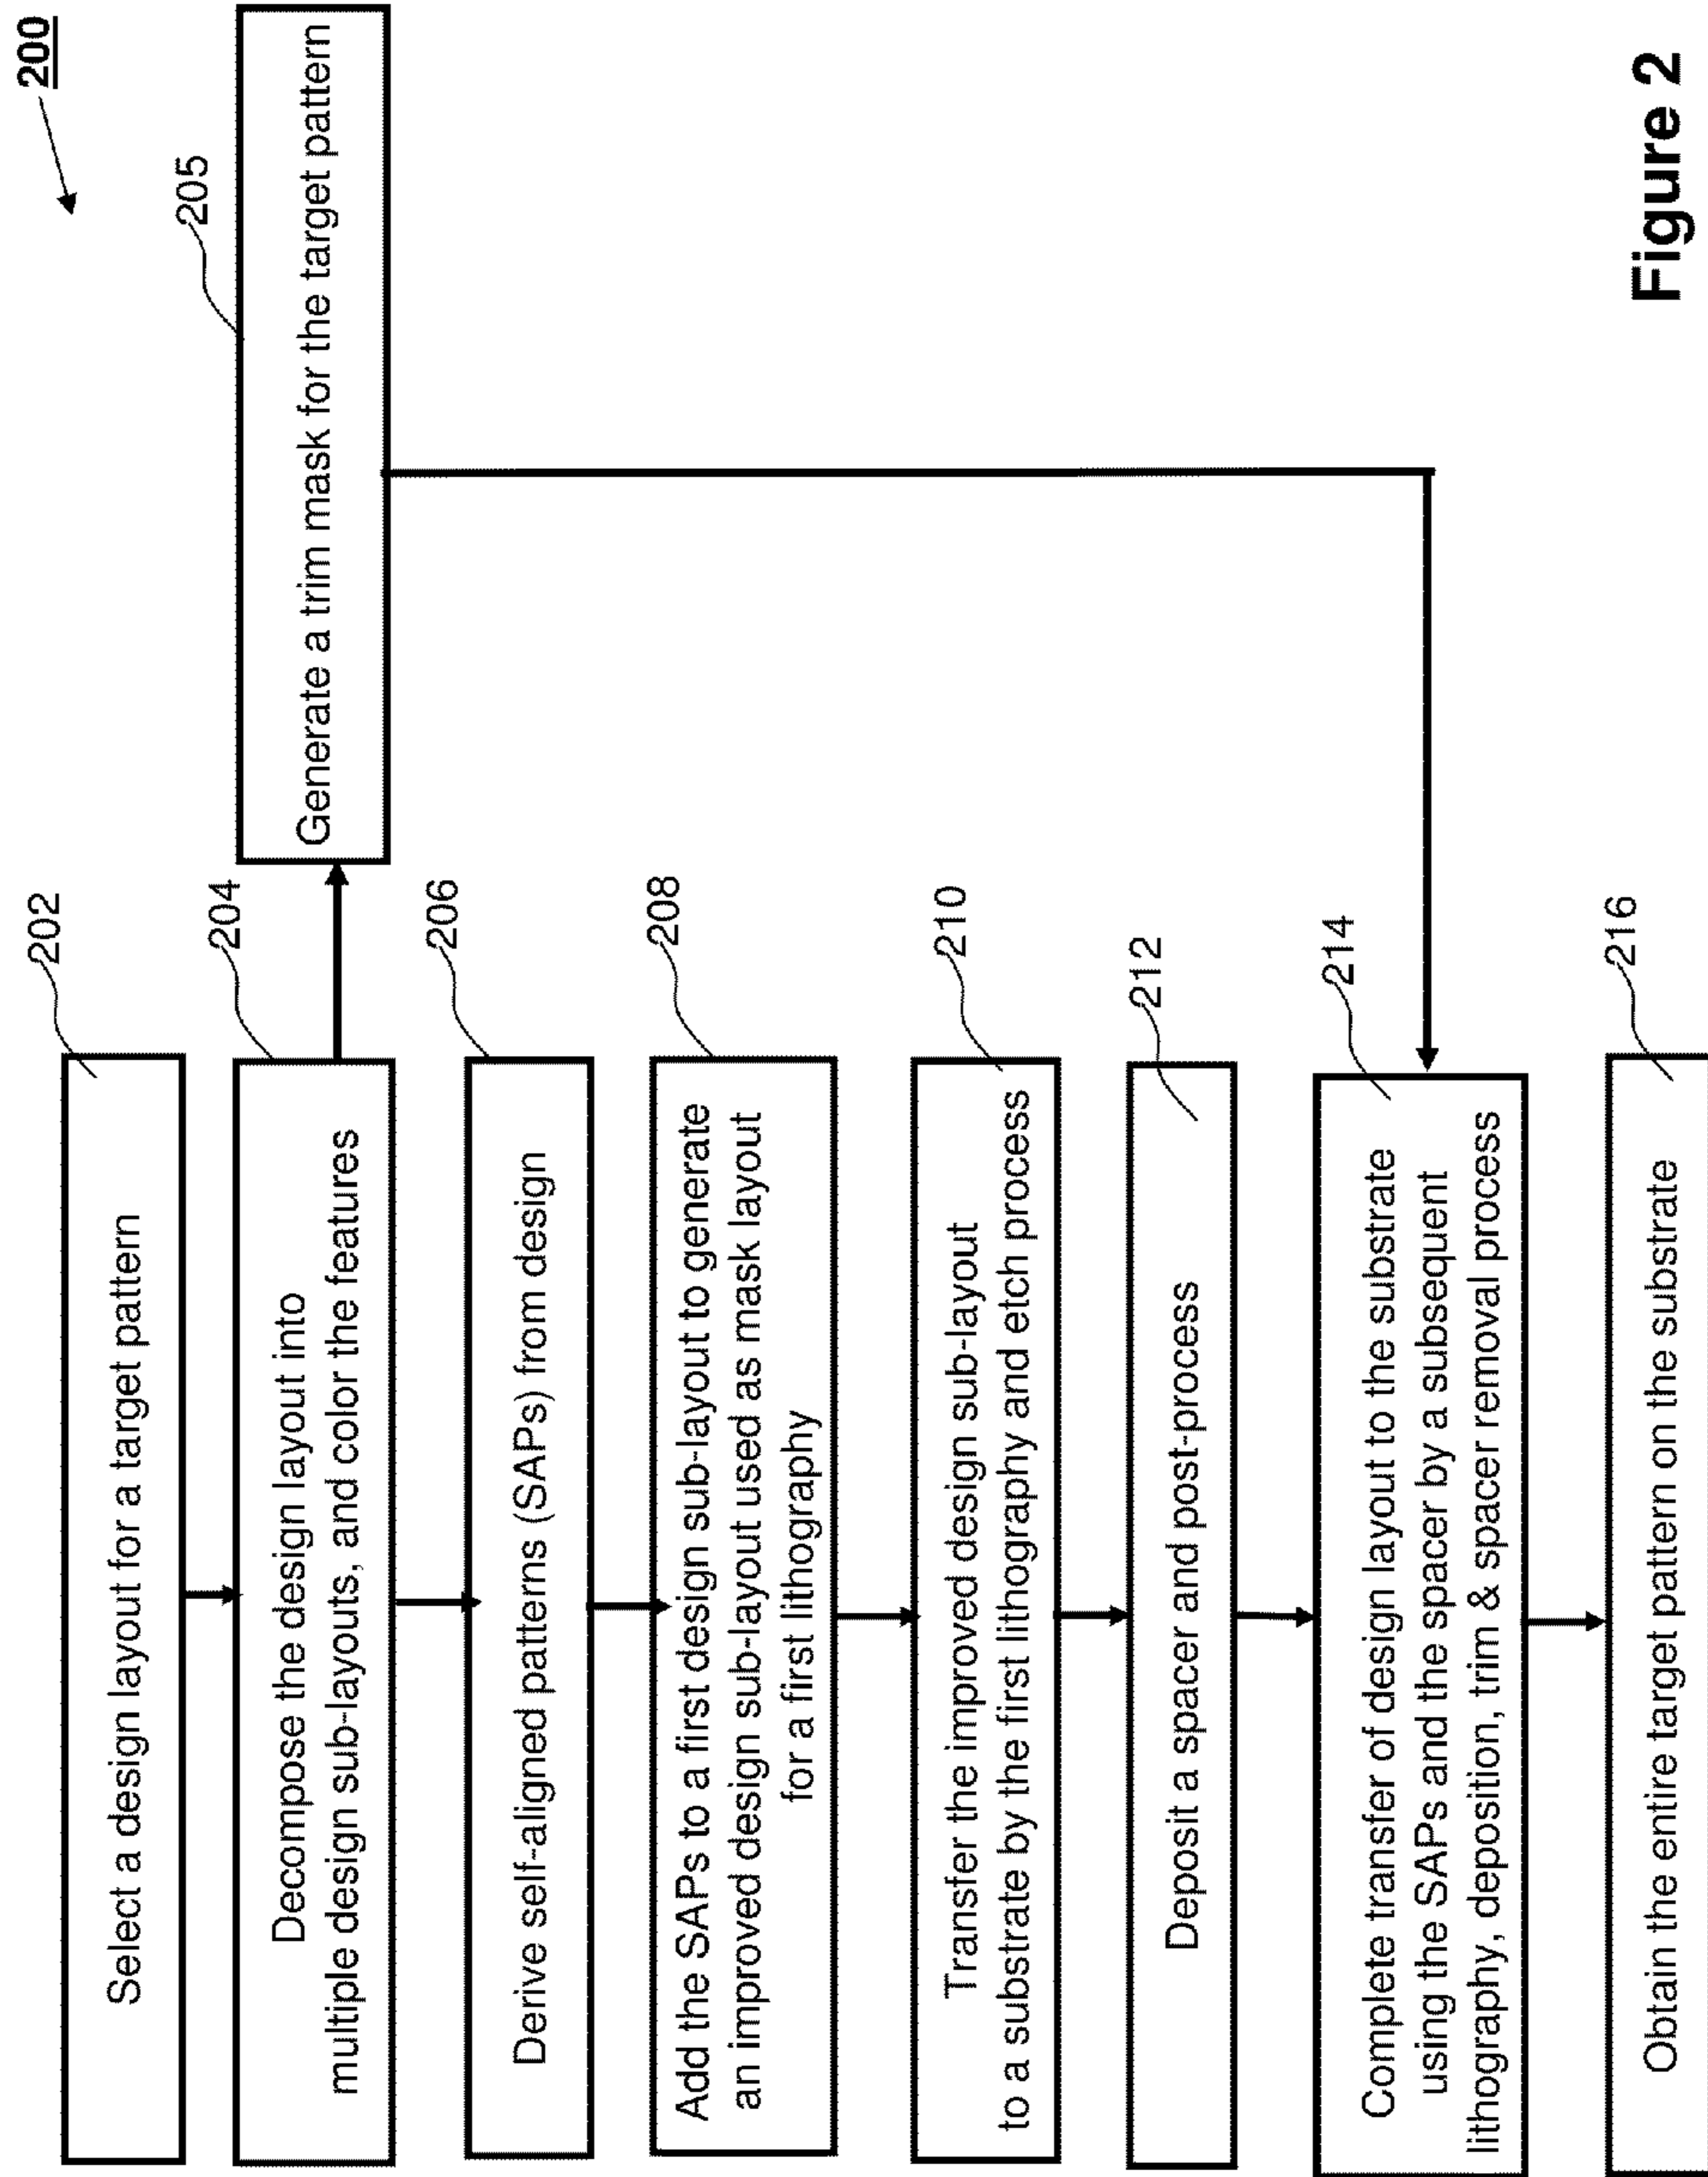 200
202
Select a design layout for a target pattern
204
Decompose the design layout into
multiple design sub-layouts, and color the features
205
Generate a trim mask for the target pattern
206
Derive self-aligned patterns (SAPs) from design
208
Add the SAPs to a first design sub-layout to generate
an improved design sub-layout used as mask layout
for a first lithography
210
Transfer the improved design sub-layout
to a substrate by the first lithography and etch process
212
Deposit a spacer and post-process
214
Complete transfer of design layout to the substrate
using the SAPs and the spacer by a subsequent
lithography, deposition, trim & spacer removal process
216
Obtain the entire target pattern on the substrate
Figure 2